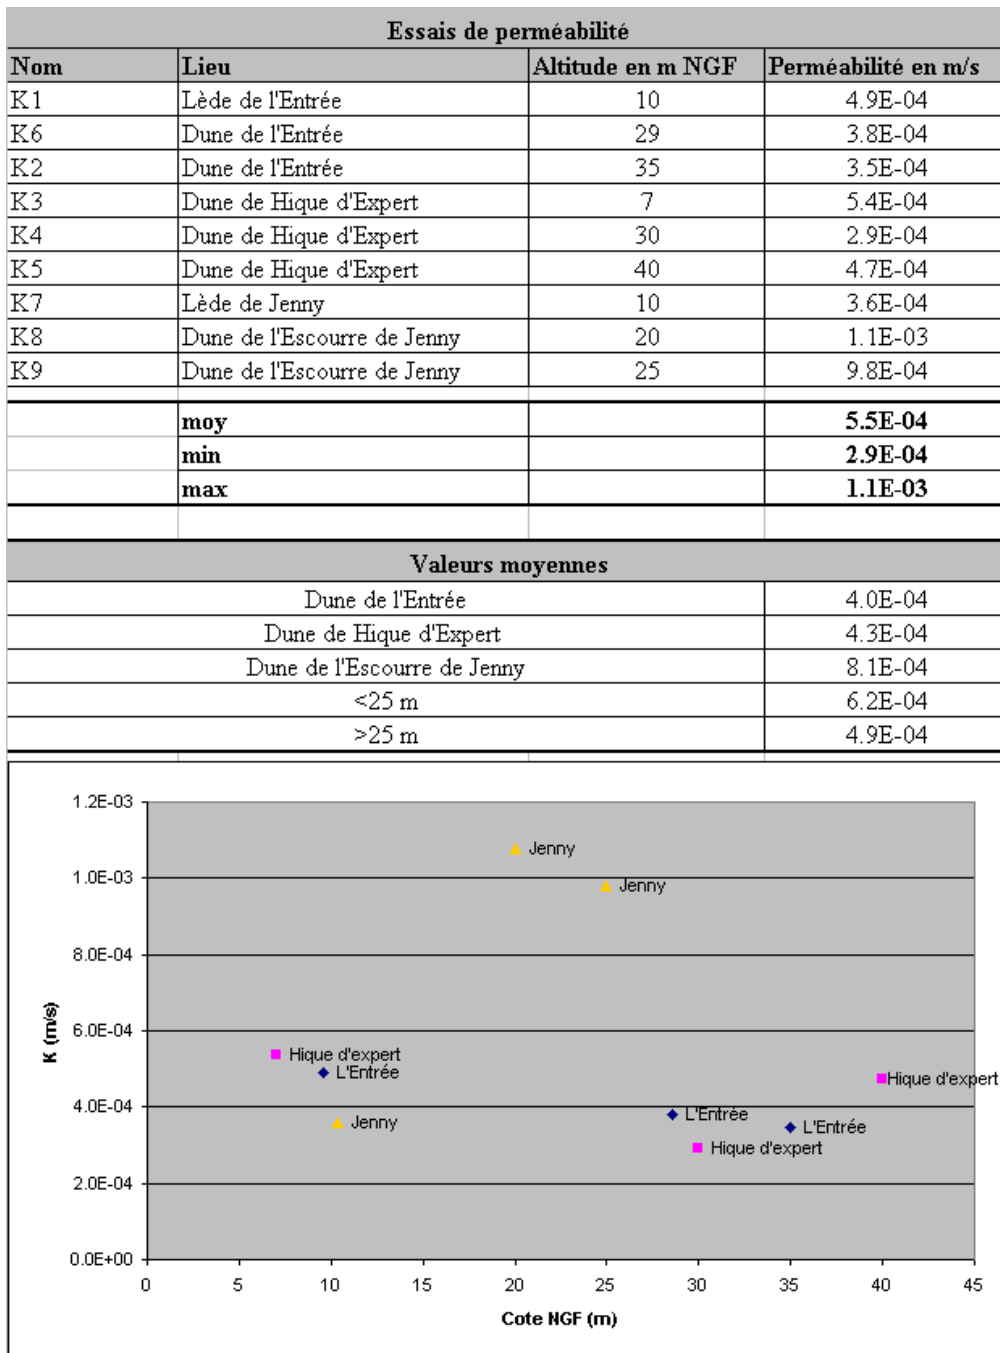 Essais de perméabilité
Nom Lieu Altitude en m NGF Perméabilité en m/s
K1 Lède de l'Entrée 10 4.9E-04
K6 Dune de l'Entrée 29 3.8E-04
K2 Dune de l'Entrée 35 3.5E-04
K3 Dune de Hique d'Expert 7 5.4E-04
K4 Dune de Hique d'Expert 30 2.9E-04
K5 Dune de Hique d'Expert 40 4.7E-04
K7 Lède de Jenny 10 3.6E-04
K8 Dune de l'Escourre de Jenny 20 1.1E-03
K9 Dune de l'Escourre de Jenny 25 9.8E-04
moy 5.5E-04
min 2.9E-04
max 1.1E-03
Valeurs moyennes
Dune de l'Entrée 4.0E-04
Dune de Hique d'Expert 4.3E-04
Dune de l'Escourre de Jenny 8.1E-04
<25 m 6.2E-04
>25 m 4.9E-04
1.2E-03
Jenny
1.0E-03
Jenny
8.0E-04
K (m/s)
6.0E-04
Hique d'expert
L'Entrée
Hique d'expert
4.0E-04
Jenny
L'Entrée
L'Entrée
Hique d'expert
2.0E-04
0.0E+00
0 5 10 15 20 25 30 35 40 45
Cote NGF (m)